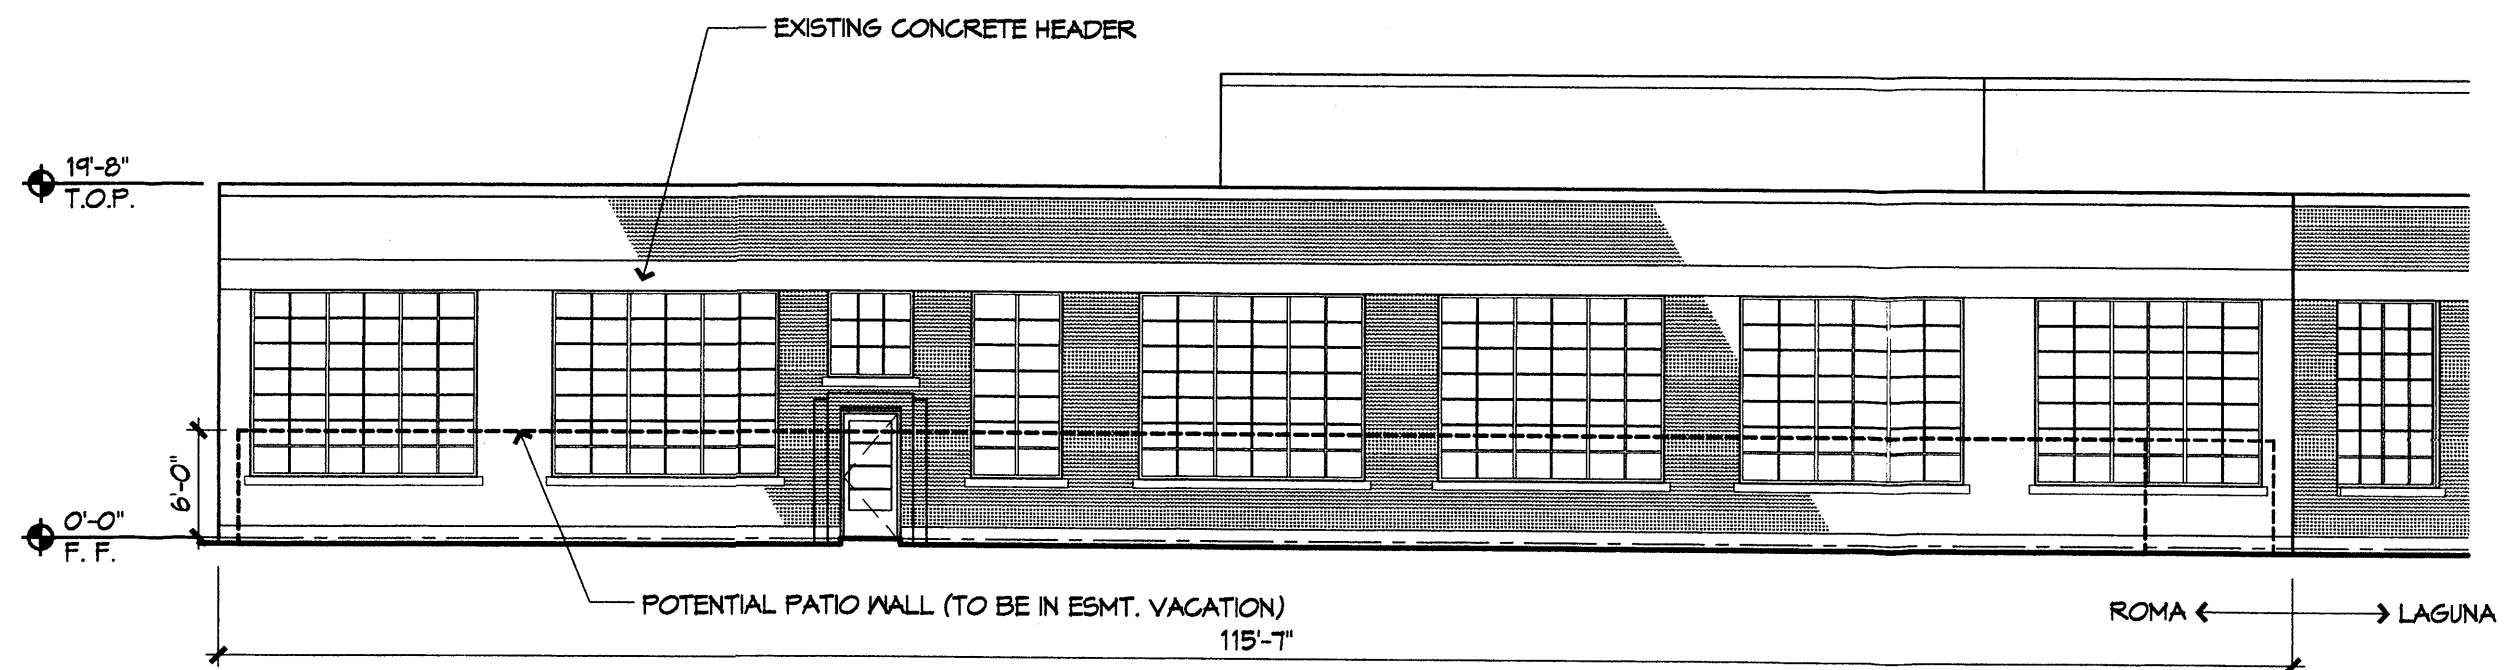 EXISTING CONCRETE HEADER
19'-8"
T.O.P.
6'-0"
0'-0"
F. F.
POTENTIAL PATIO WALL (TO BE IN ESMT. VACATION)
ROMA
LAGUNA
115'-7"